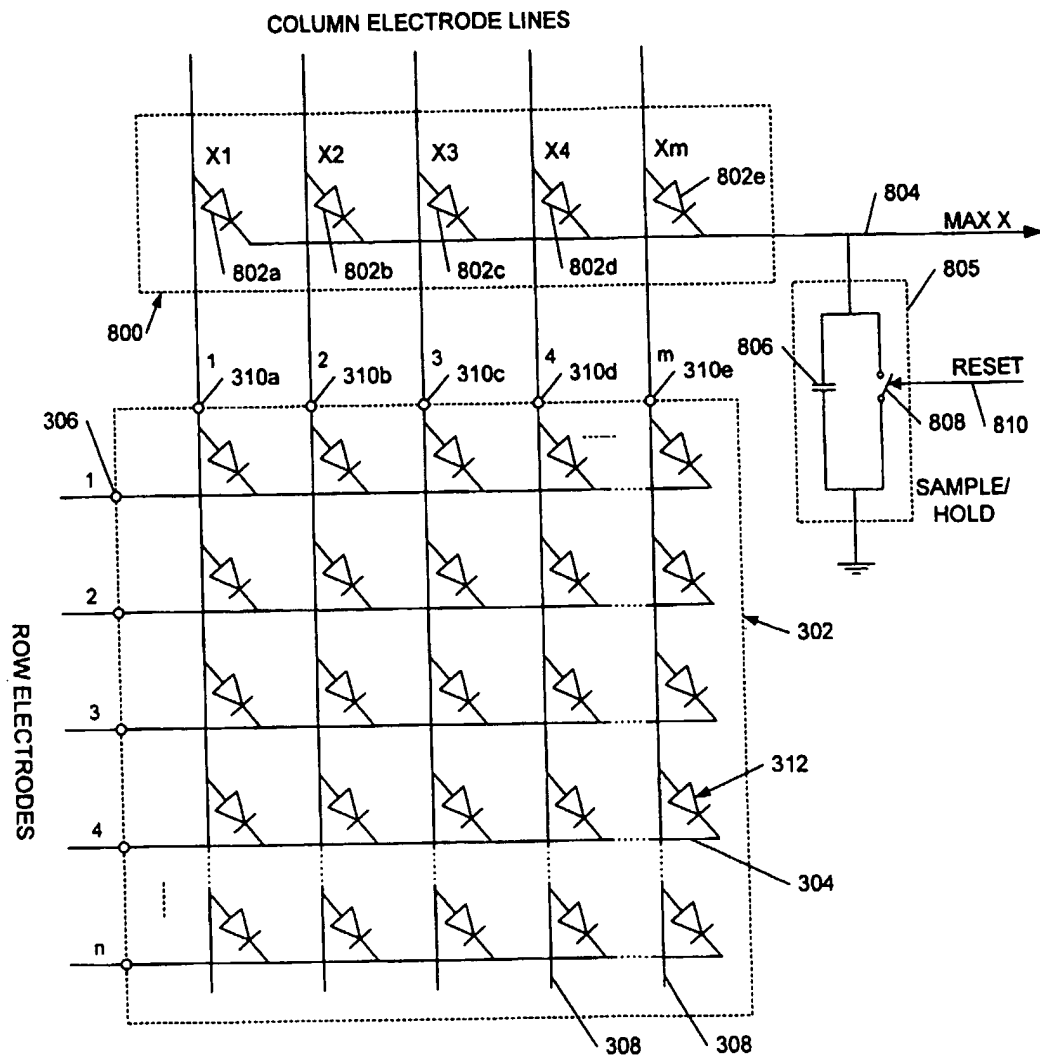 COLUMN ELECTRODE LINES
X1 X2 X3 X4 Xm
802e
804
MAX X
802a 802b 802c 802d
805
800
806
RESET
1 2 3 4 m
310a 310b 310c 310d 310e
808 810
306
SAMPLE/
HOLD
1
2
302
ROW ELECTRODES
3
312
4
304
n
308 308